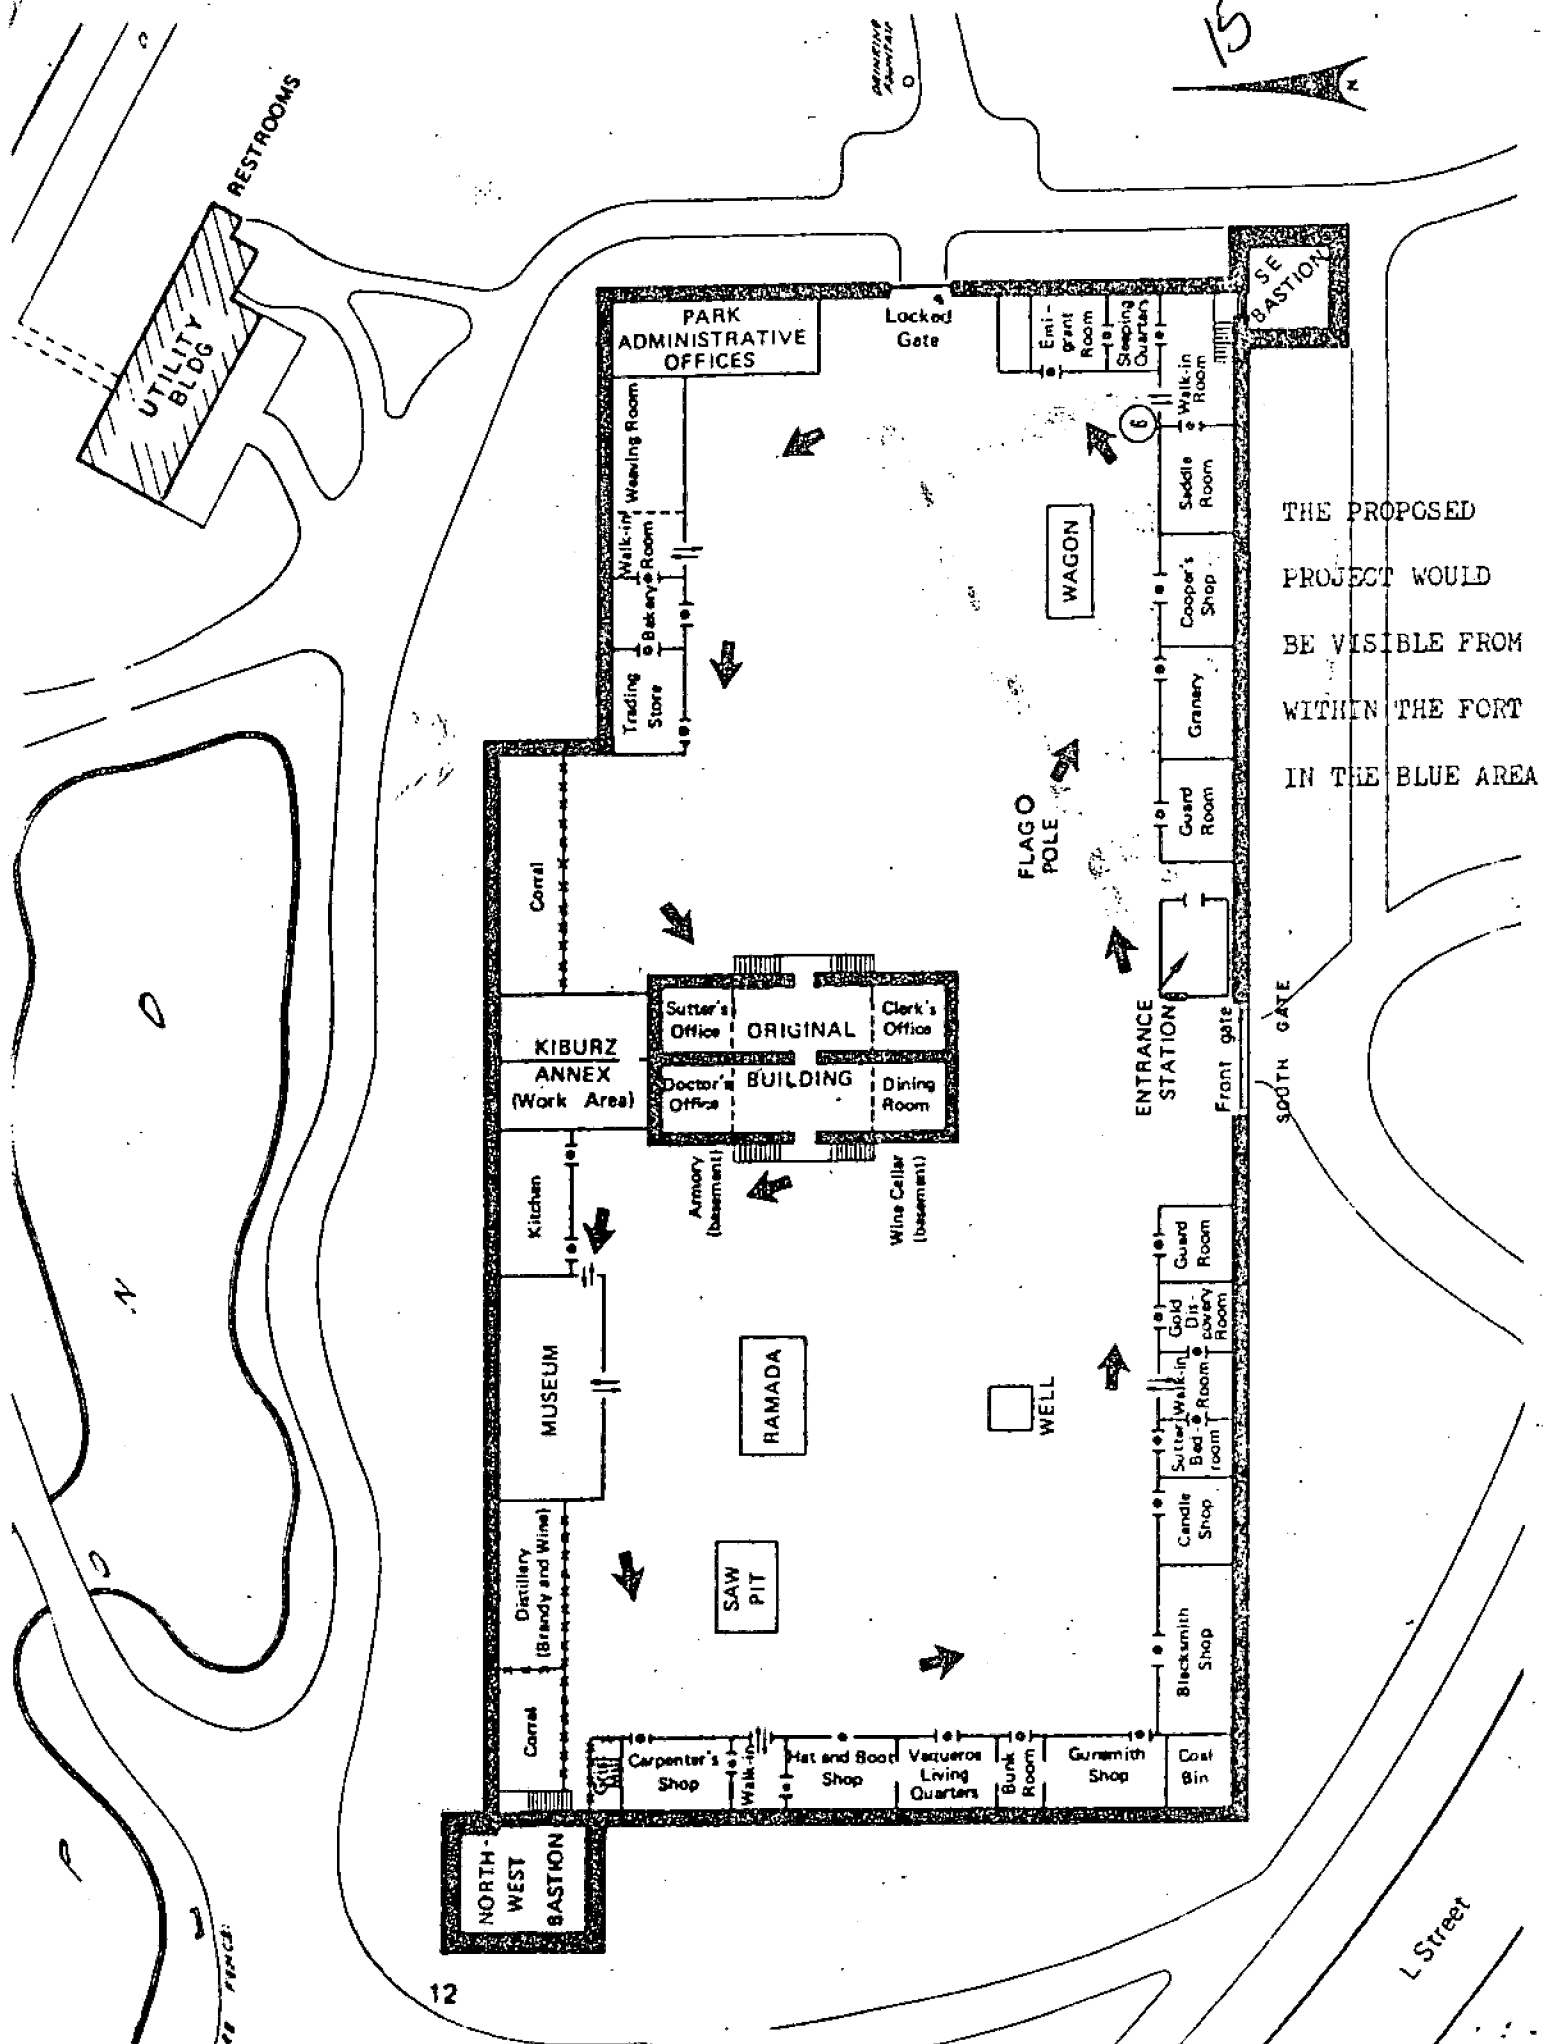 15
DRINKING
FOUNTAIN
N
RESTROOMS
UTILITY
BLDG
PARK
ADMINISTRATIVE
OFFICES
Locked
Gate
Emi-
grant
Room
Sleeping
Quarters
SE
BASTION
Walk-in
Room
6
Weaving Room
Walk-in
Room
Bakery
Trading
Store
WAGON
Saddle
Room
Cooper's
Shop
Granery
Guard
Room
THE PROPOSED
PROJECT WOULD
BE VISIBLE FROM
WITHIN THE FORT
IN THE BLUE AREA
FLAG
POLE
Corral
Sutter's
Office
ORIGINAL
Clerk's
Office
KIBURZ
ANNEX
(Work Area)
Doctor's
Office
BUILDING
Dining
Room
ENTRANCE
STATION
Front gate
SOUTH GATE
Kitchen
Armory
(basement)
Wine Cellar
(basement)
Guard
Room
Gold
Dis-
covery
Room
Walk-in
Room
Sutter
Bed-
room
Candle
Shop
Blacksmith
Shop
MUSEUM
RAMADA
WELL
Distillery
(Brandy and Wine)
SAW
PIT
Corral
Grist
Mill
Carpenter's
Shop
Walk-in
Hat and Boot
Shop
Vaqueros
Living
Quarters
Bunk
Room
Gunsmith
Shop
Coal
Bin
NORTH-
WEST
BASTION
12
L Street
P
O
N
D
FENCE